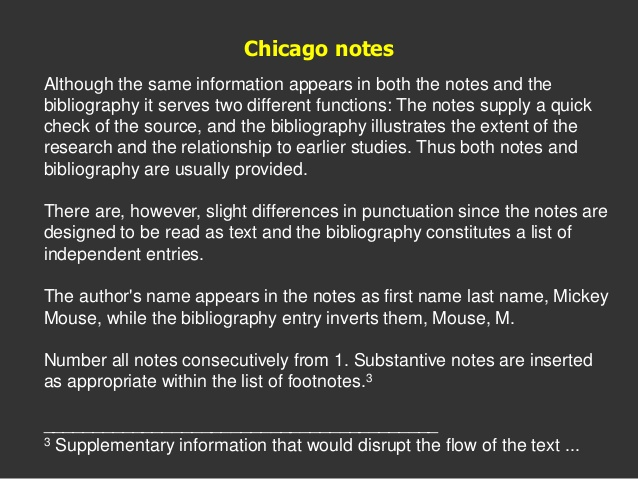 Chicago notes
Although the same information appears in both the notes and the
bibliography it serves two different functions: The notes supply a quick
check of the source, and the bibliography illustrates the extent of the
research and the relationship to earlier studies. Thus both notes and
bibliography are usually provided.
There are, however, slight differences in punctuation since the notes are
designed to be read as text and the bibliography constitutes a list of
independent entries.
The author's name appears in the notes as first name last name, Mickey
Mouse, while the bibliography entry inverts them, Mouse, M.
Number all notes consecutively from 1. Substantive notes are inserted
as appropriate within the list of footnotes.³
³ Supplementary information that would disrupt the flow of the text ...